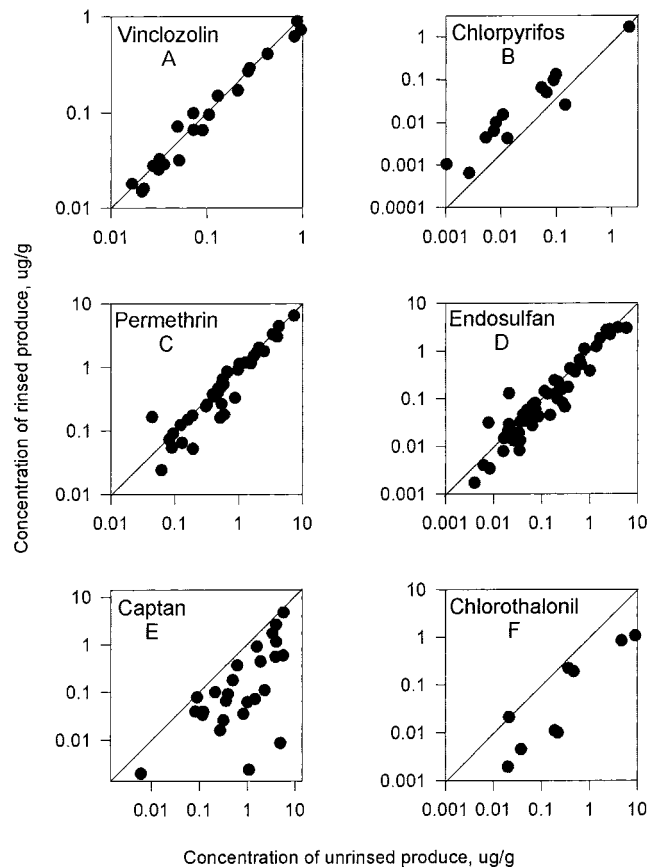 Vinclozolin
A
1
0.1
0.01
0.01 0.1 1
Chlorpyrifos
B
1
0.1
0.01
0.001
0.0001
0.001 0.01 0.1 1
Permethrin
C
10
1
0.1
0.01
0.01 0.1 1 10
Endosulfan
D
10
1
0.1
0.01
0.001
0.001 0.01 0.1 1 10
Captan
E
10
1
0.1
0.01
0.01 0.1 1 10
Chlorothalonil
F
10
1
0.1
0.01
0.001
0.001 0.01 0.1 1 10
Concentration of rinsed produce, ug/g
Concentration of unrinsed produce, ug/g